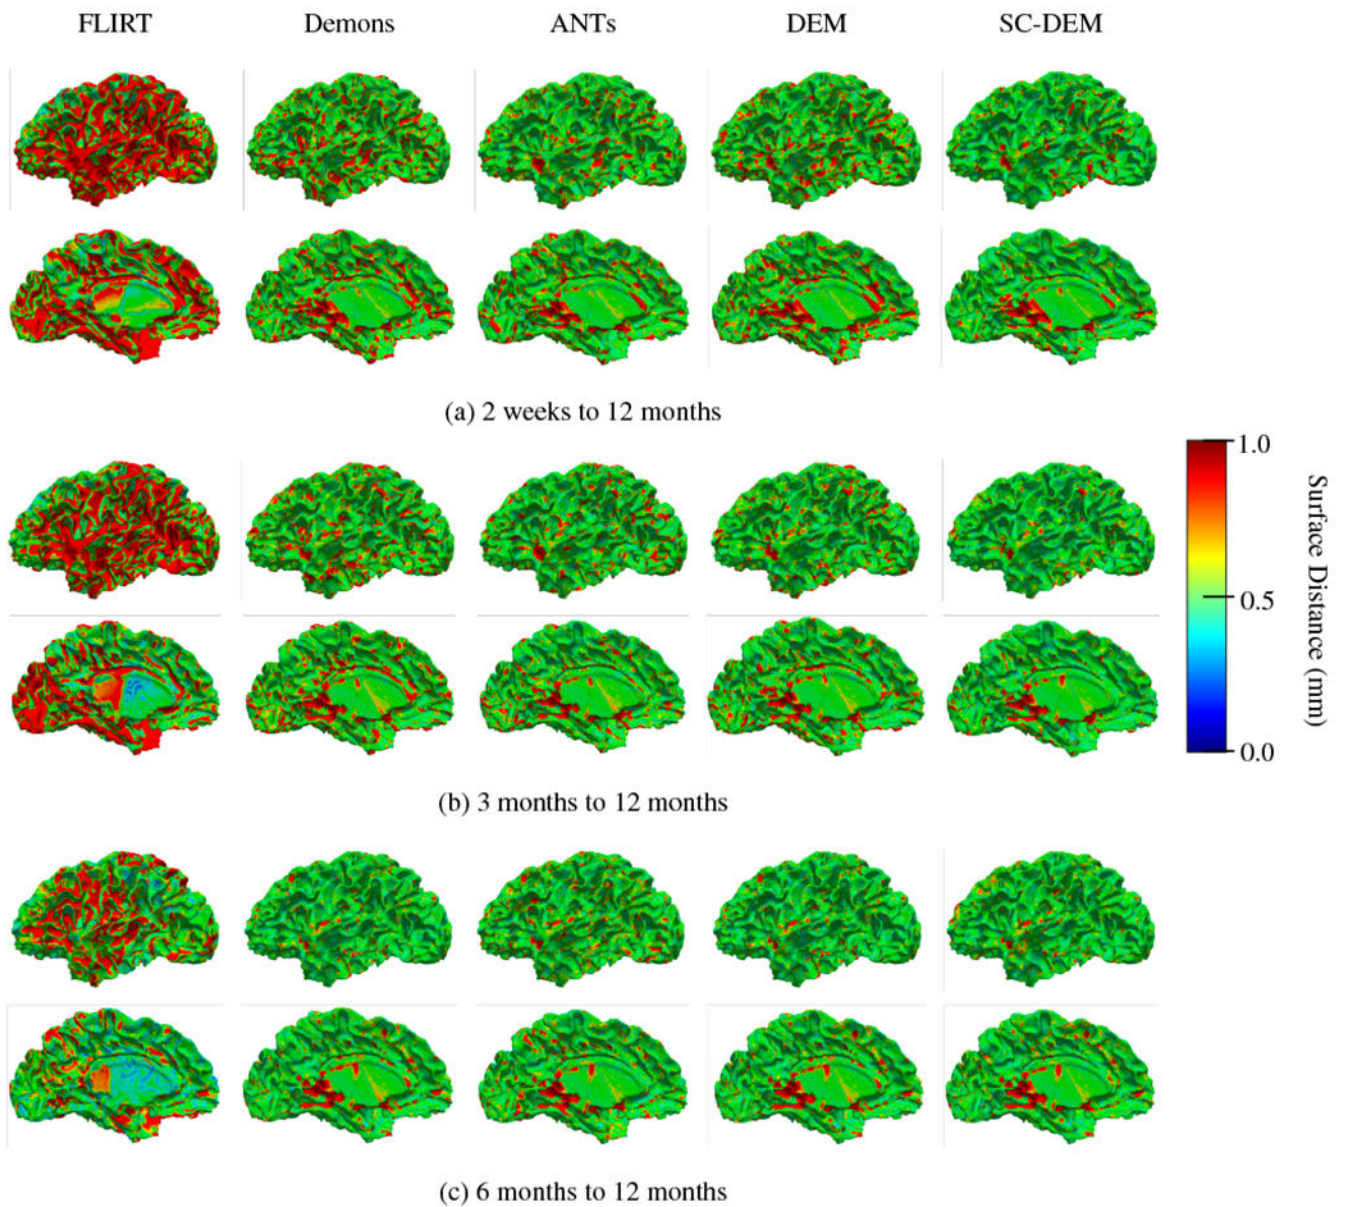 FLIRT Demons ANTs DEM SC-DEM
(a) 2 weeks to 12 months
1.0
0.5
0.0
Surface Distance (mm)
(b) 3 months to 12 months
(c) 6 months to 12 months